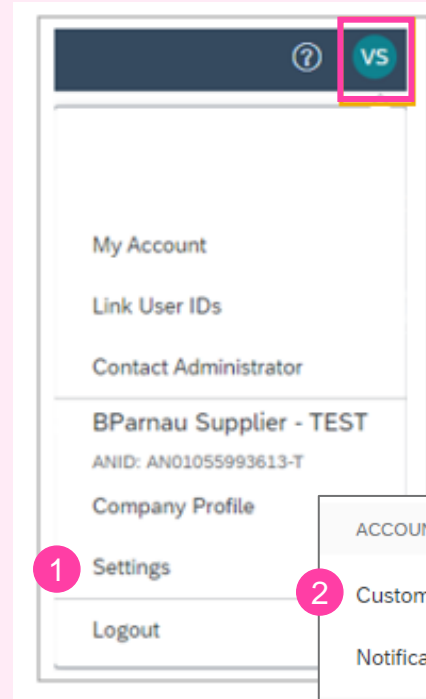 ?
VS
My Account
Link User IDs
Contact Administrator
BParnau Supplier - TEST
ANID: AN01055993613-T
Company Profile
1
Settings
Logout
ACCOUN
2
Custom
Notifica